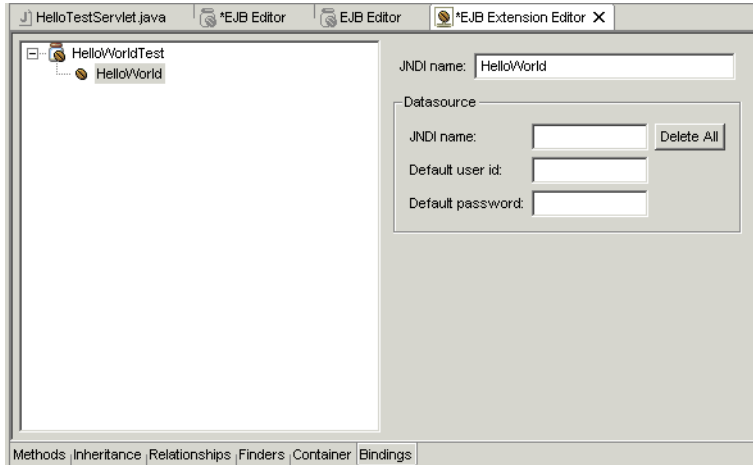 HelloTestServlet.java *EJB Editor EJB Editor *EJB Extension Editor
HelloWorldTest
HelloWorld
JNDI name: HelloWorld
Datasource
JNDI name: Delete All
Default user id:
Default password:
Methods Inheritance Relationships Finders Container Bindings